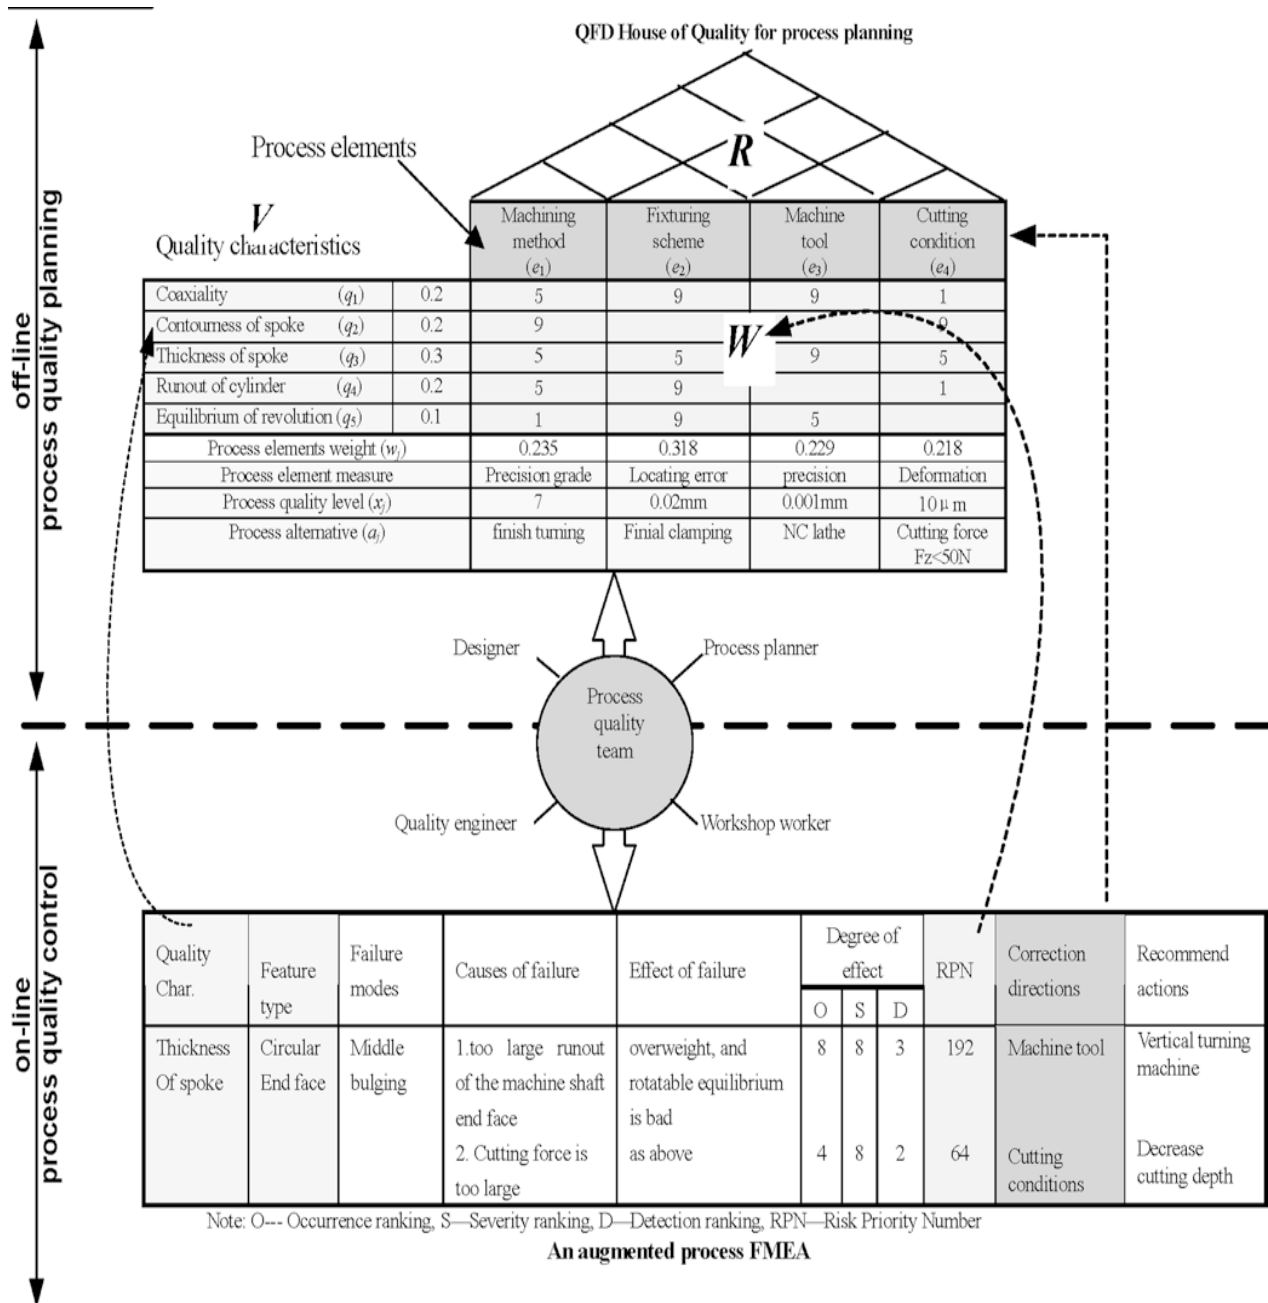 QFD House of Quality for process planning
R
Process elements
V
Quality characteristics
Machining method (e1)
Fixturing scheme (e2)
Machine tool (e3)
Cutting condition (e4)
Coaxiality (q1) 0.2 5 9 9 1
Contourness of spoke (q2) 0.2 9 9
W
Thickness of spoke (q3) 0.3 5 5 9 5
Runout of cylinder (q4) 0.2 5 9 1
Equilibrium of revolution (q5) 0.1 1 9 5
Process elements weight (wj) 0.235 0.318 0.229 0.218
Process element measure Precision grade Locating error precision Deformation
Process quality level (xj) 7 0.02mm 0.001mm 10μm
Process alternative (aj) finish turning Finial clamping NC lathe Cutting force
Fz<50N
off-line
process quality planning
Designer
Process planner
Process
quality
team
Quality engineer
Workshop worker
on-line
process quality control
Quality
Char.
Feature
type
Failure
modes
Causes of failure
Effect of failure
Degree of
effect
O S D
RPN
Correction
directions
Recommend
actions
Thickness
Of spoke
Circular
End face
Middle
bulging
1.too large runout
of the machine shaft
end face
2. Cutting force is
too large
overweight, and
rotatable equilibrium
is bad
as above
8 8 3 192
4 8 2 64
Machine tool
Cutting
conditions
Vertical turning
machine
Decrease
cutting depth
Note: O--- Occurrence ranking, S—Severity ranking, D—Detection ranking, RPN—Risk Priority Number
An augmented process FMEA